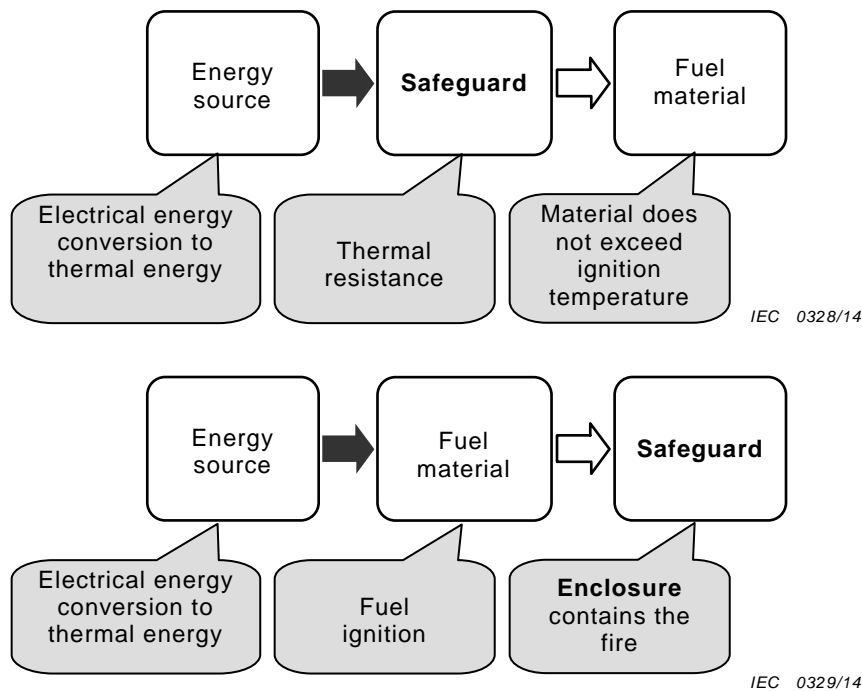 Energy
source
Safeguard
Fuel
material
Electrical energy
conversion to
thermal energy
Thermal
resistance
Material does
not exceed
ignition
temperature
IEC 0328/14
Energy
source
Fuel
material
Safeguard
Electrical energy
conversion to
thermal energy
Fuel
ignition
Enclosure
contains the
fire
IEC 0329/14